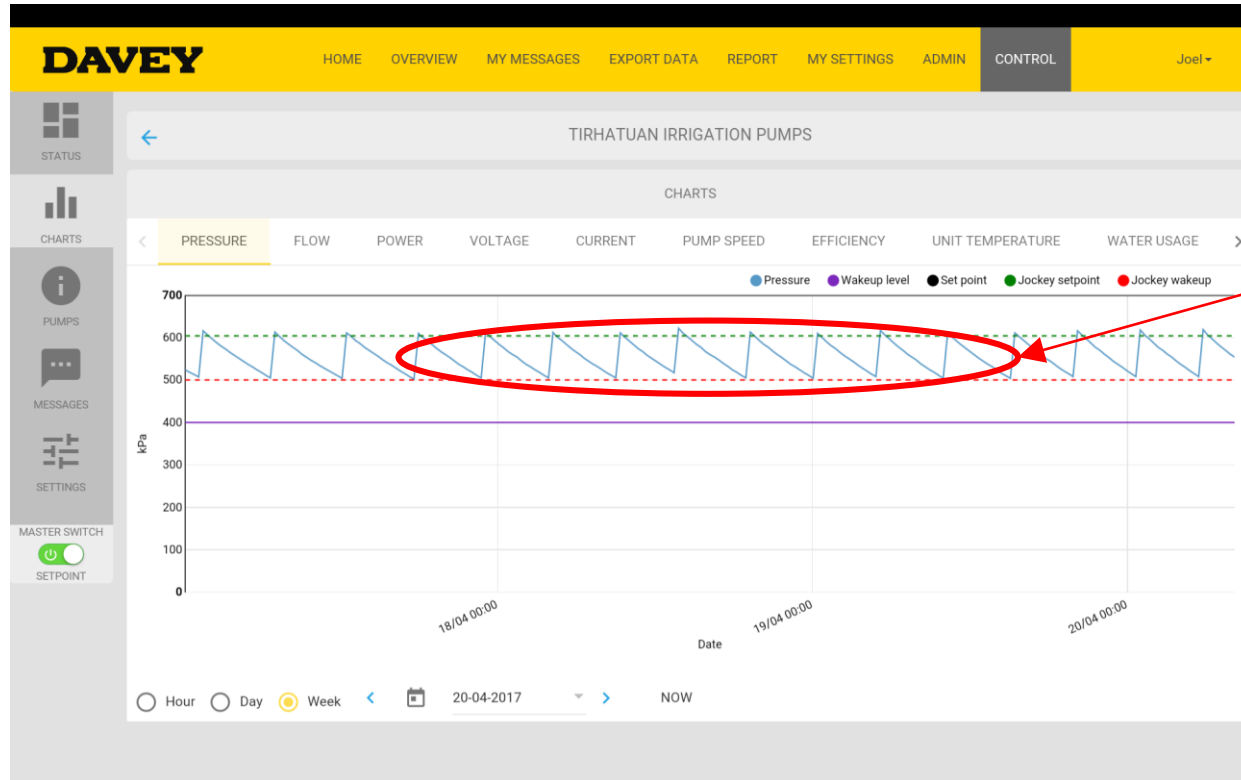 DAVEY
HOME OVERVIEW MY MESSAGES EXPORT DATA REPORT MY SETTINGS ADMIN CONTROL Joel
STATUS
CHARTS
PUMPS
MESSAGES
SETTINGS
MASTER SWITCH
SETPOINT
TIRHATUAN IRRIGATION PUMPS
CHARTS
PRESSURE FLOW POWER VOLTAGE CURRENT PUMP SPEED EFFICIENCY UNIT TEMPERATURE WATER USAGE
Pressure Wakeup level Set point Jockey setpoint Jockey wakeup
700
600
500
400
300
200
100
0
kPa
18/04 00:00 19/04 00:00 20/04 00:00
Date
Hour Day Week 20-04-2017 NOW